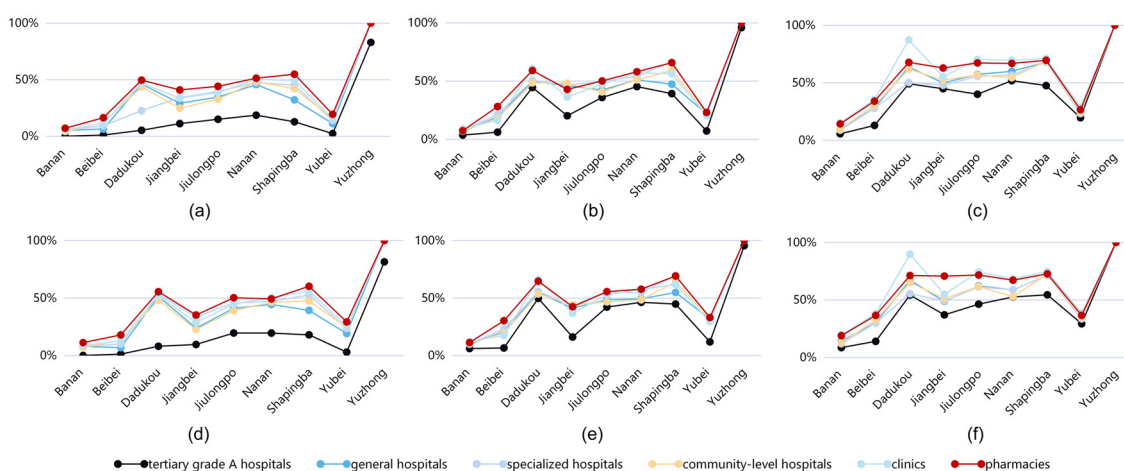 (a)
100%
50%
0%
Banan
Beibei
Dadukou
Jiangbei
Jiulongpo
Nanan
Shapingba
Yubei
Yuzhong
(b)
100%
50%
0%
Banan
Beibei
Dadukou
Jiangbei
Jiulongpo
Nanan
Shapingba
Yubei
Yuzhong
(c)
100%
50%
0%
Banan
Beibei
Dadukou
Jiangbei
Jiulongpo
Nanan
Shapingba
Yubei
Yuzhong
(d)
100%
50%
0%
Banan
Beibei
Dadukou
Jiangbei
Jiulongpo
Nanan
Shapingba
Yubei
Yuzhong
(e)
100%
50%
0%
Banan
Beibei
Dadukou
Jiangbei
Jiulongpo
Nanan
Shapingba
Yubei
Yuzhong
(f)
100%
50%
0%
Banan
Beibei
Dadukou
Jiangbei
Jiulongpo
Nanan
Shapingba
Yubei
Yuzhong
tertiary grade A hospitals general hospitals specialized hospitals community-level hospitals clinics pharmacies